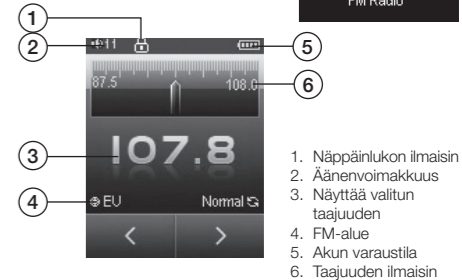 FM Radio
1
2
11
5
87.5
108.0
6
107.8
3
4
EU
Normal
1. Näppäinlukon ilmaisin
2. Äänenvoimakkuus
3. Näyttää valitun
taajuuden
4. FM-alue
5. Akun varaustila
6. Taajuuden ilmaisin